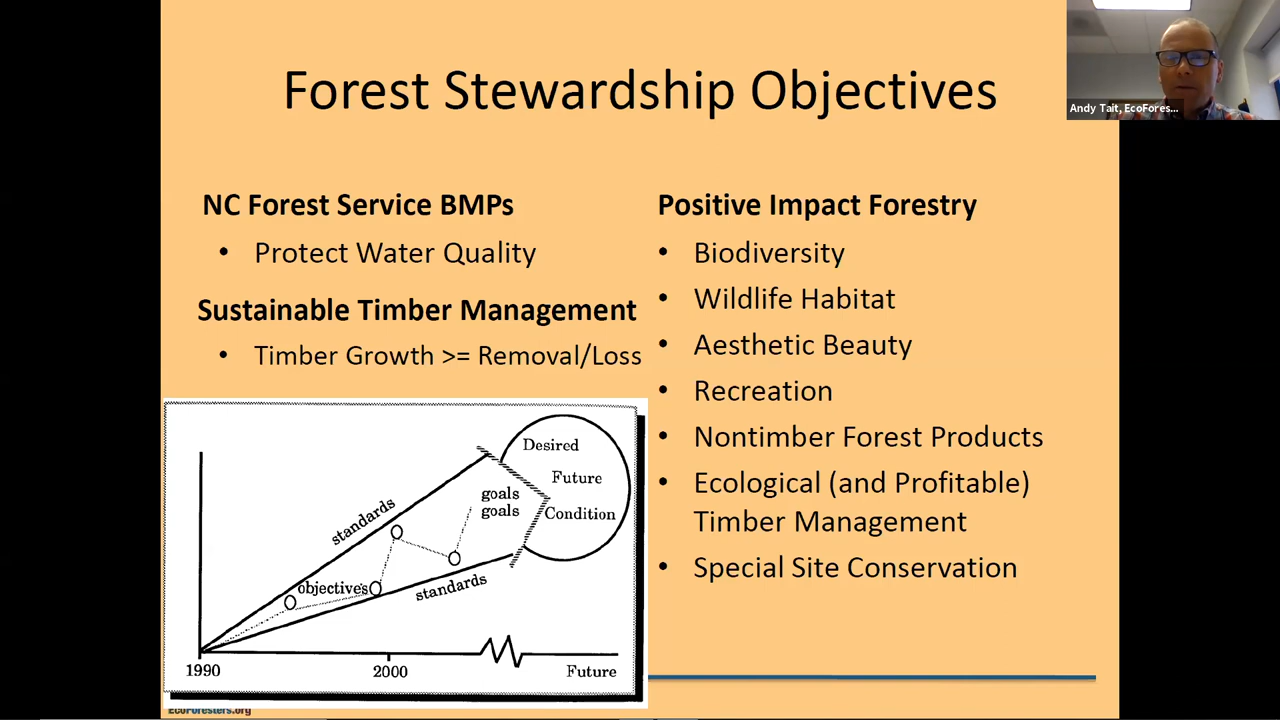 Forest Stewardship Objectives
Andy Tait, EcoFores...
NC Forest Service BMPs
• Protect Water Quality
Sustainable Timber Management
• Timber Growth >= Removal/Loss
Positive Impact Forestry
• Biodiversity
• Wildlife Habitat
• Aesthetic Beauty
• Recreation
• Nontimber Forest Products
• Ecological (and Profitable)
Timber Management
• Special Site Conservation
Desired
Future
Condition
goals
goals
standards
objectives
standards
1990
2000
Future
EcoForesters.org